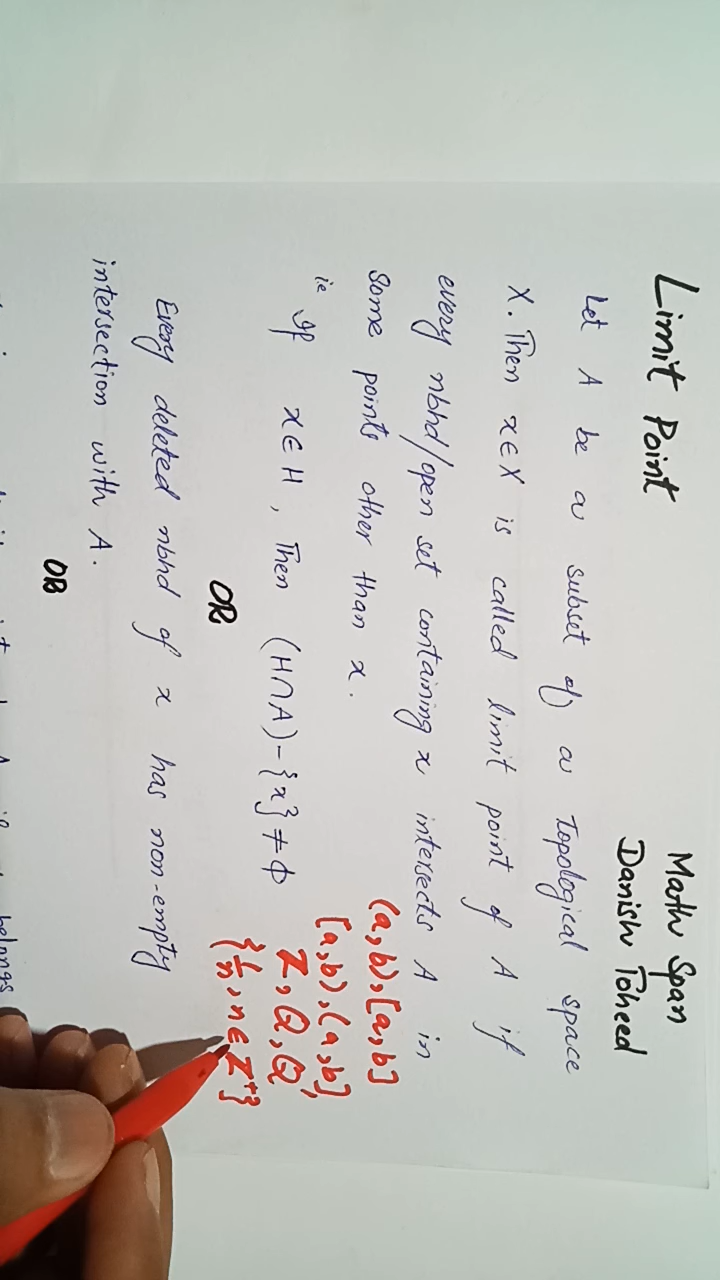 Limit Point
Math Span
Danish Toheed
Let A be a subset of a Topological space
X. Then x∈X is called limit point of A if
every nbhd/open set containing x intersects A in
some points other than x.
ie If x∈H, Then (H∩A)-{x}≠Φ
(a,b),[a,b]
[a,b),(a,b]
Z, Q, Q'
{1/n, n∈Z⁺}
OR
Every deleted nbhd of x has non-empty
intersection with A.
OR
belongs